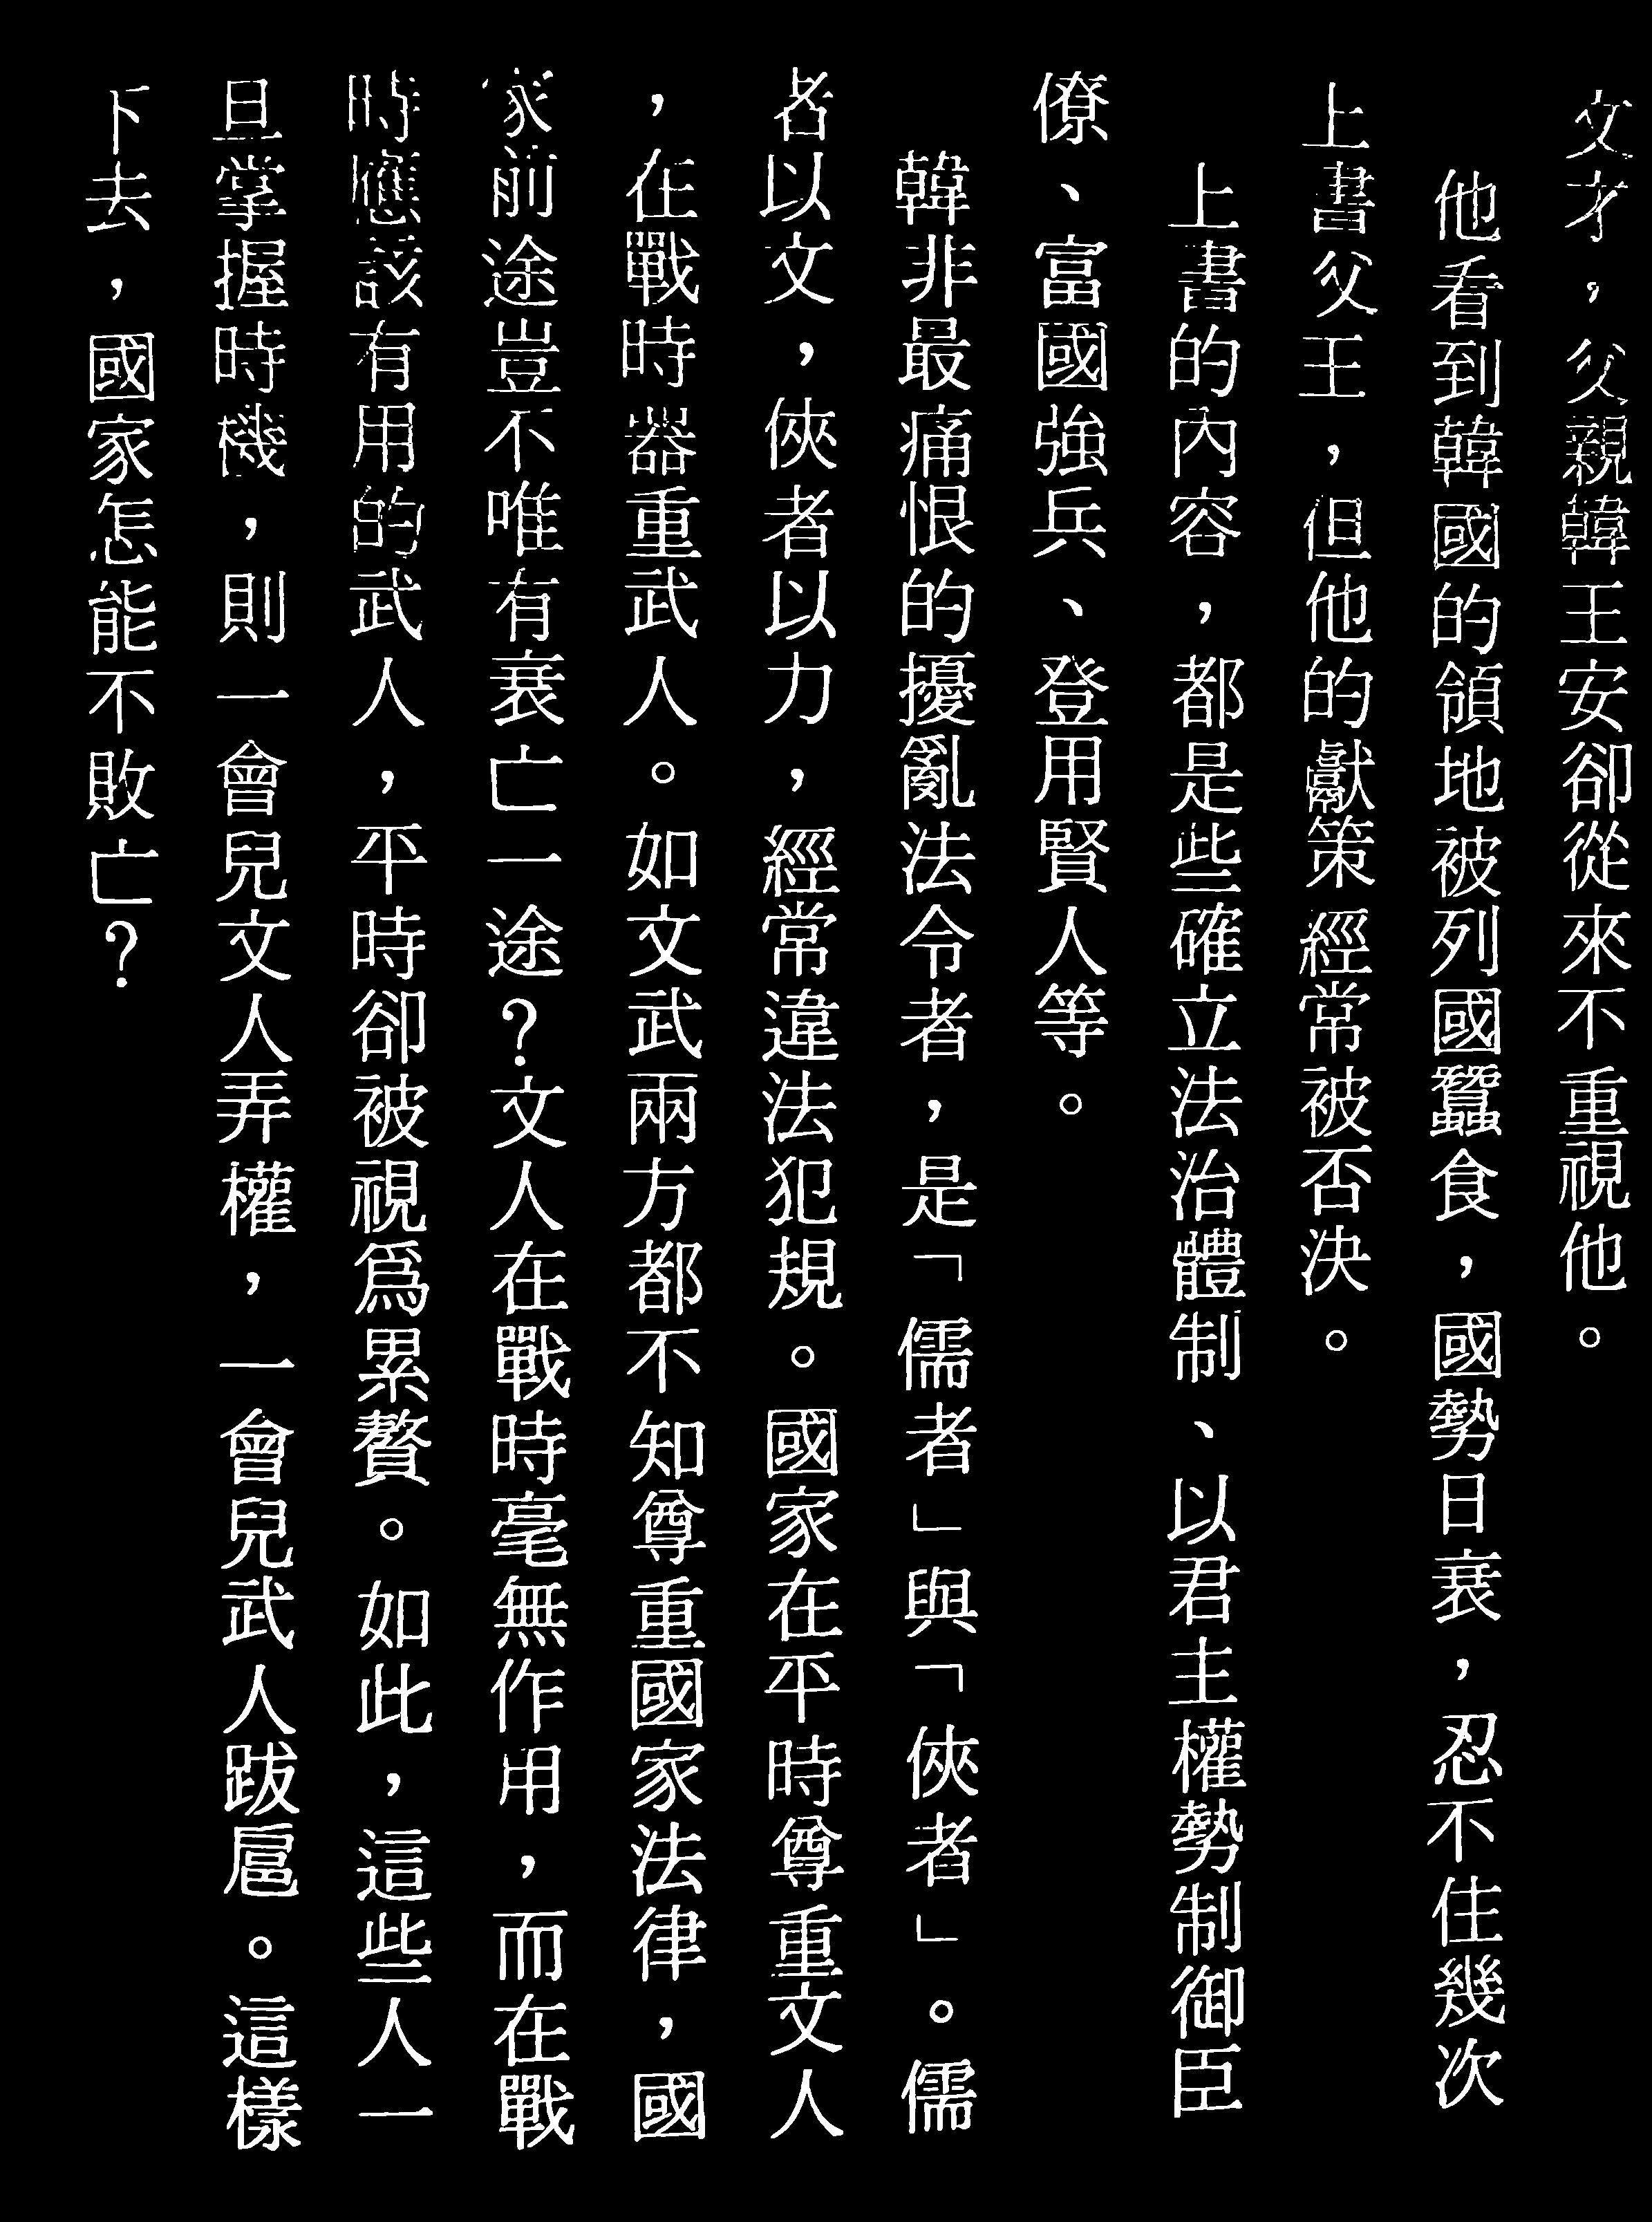 文才，父親韓王安卻從來不重視他。
他看到韓國的領地被列國蠶食，國勢日衰，忍不住幾次
上書父王，但他的獻策經常被否決。
上書的內容，都是些確立法治體制、以君主權勢制御臣
僚、富國強兵、登用賢人等。
韓非最痛恨的擾亂法令者，是「儒者」與「俠者」。儒
者以文，俠者以力，經常違法犯規。國家在平時尊重文人
，在戰時器重武人。如文武兩方都不知尊重國家法律，國
家前途豈不唯有衰亡一途？文人在戰時毫無作用，而在戰
時應該有用的武人，平時卻被視爲累贅。如此，這些人一
旦掌握時機，則一會兒文人弄權，一會兒武人跋扈。這樣
下去，國家怎能不敗亡？